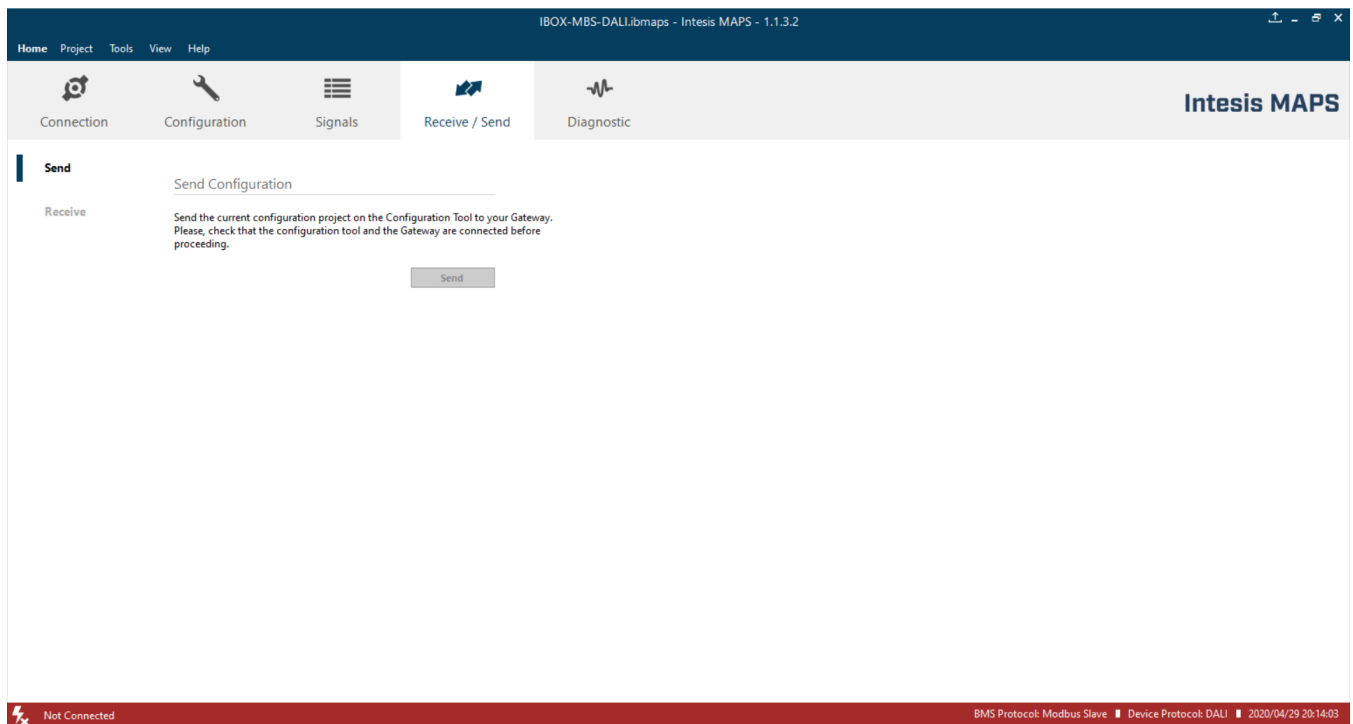 IBOX-MBS-DALI.ibmaps - Intesis MAPS - 1.1.3.2
Home Project Tools View Help
Connection Configuration Signals Receive / Send Diagnostic
Intesis MAPS
Send
Receive
Send Configuration
Send the current configuration project on the Configuration Tool to your Gateway.
Please, check that the configuration tool and the Gateway are connected before
proceeding.
Send
Not Connected
BMS Protocol: Modbus Slave Device Protocol: DALI 2020/04/29 20:14:03